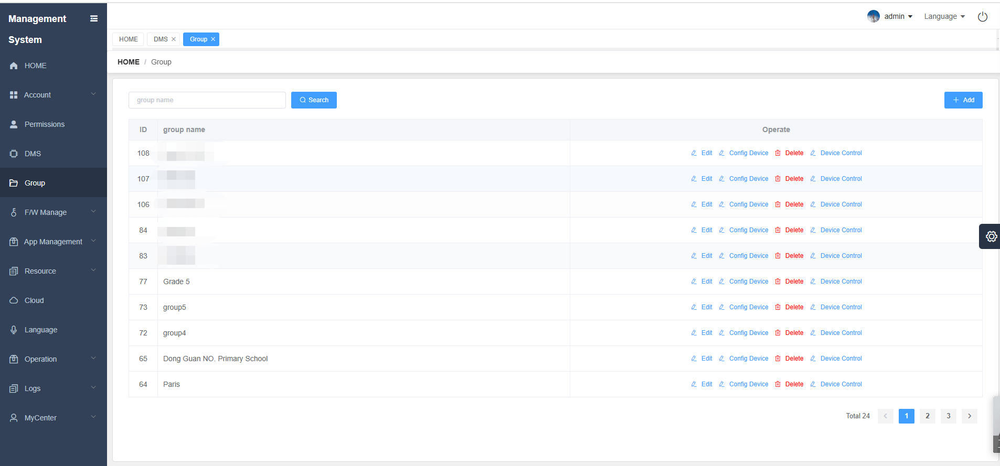 Management
System
HOME
Account
Permissions
DMS
Group
F/W Manage
App Management
Resource
Cloud
Language
Operation
Logs
MyCenter
admin Language
HOME DMS Group
HOME / Group
group name Search Add
ID group name Operate
108 Edit Config Device Delete Device Control
107 Edit Config Device Delete Device Control
106 Edit Config Device Delete Device Control
84 Edit Config Device Delete Device Control
83 Edit Config Device Delete Device Control
77 Grade 5 Edit Config Device Delete Device Control
73 group5 Edit Config Device Delete Device Control
72 group4 Edit Config Device Delete Device Control
65 Dong Guan NO. Primary School Edit Config Device Delete Device Control
64 Paris Edit Config Device Delete Device Control
Total 24 < 1 2 3 >